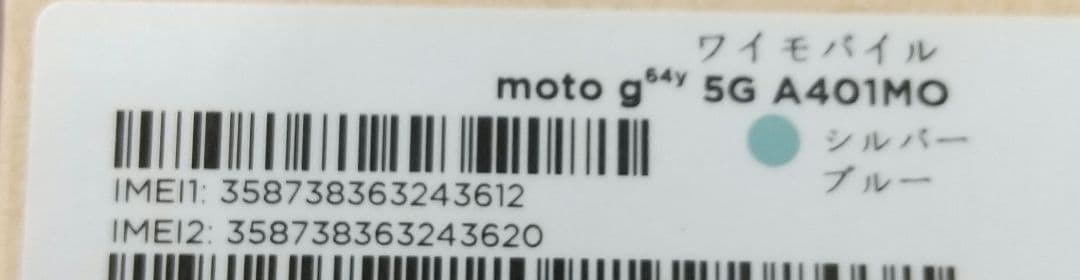 ワイモバイル
moto g64y 5G A401MO
シルバー
ブルー
IMEI1: 358738363243612
IMEI2: 358738363243620